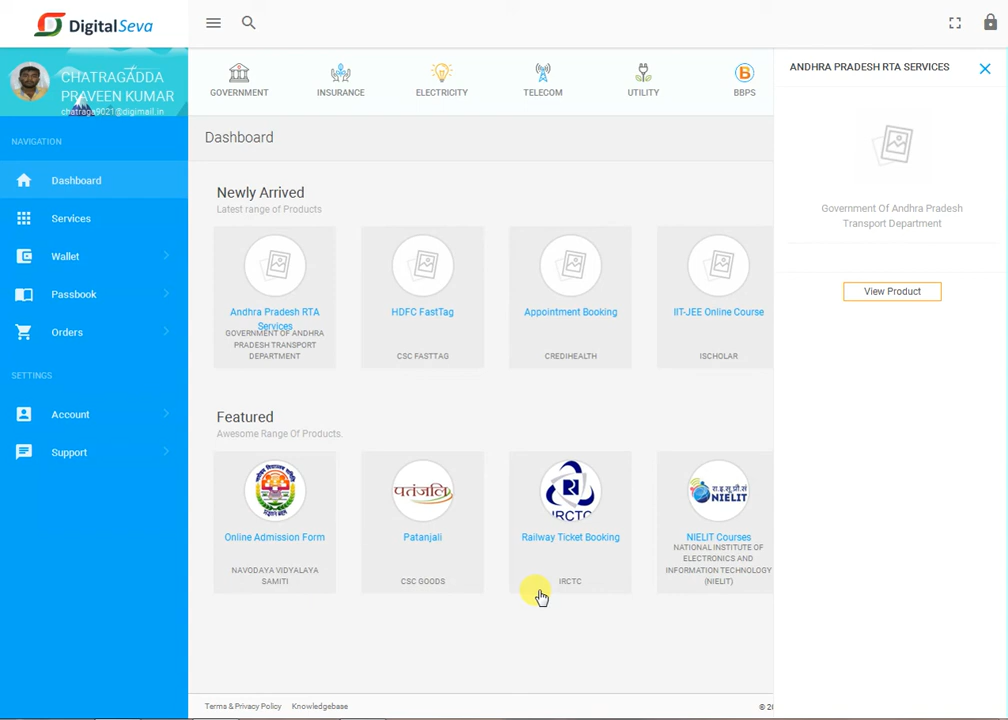 DigitalSeva
CHATRAGADDA
PRAVEEN KUMAR
chatraga9021@digimail.in
NAVIGATION
Dashboard
Services
Wallet
Passbook
Orders
SETTINGS
Account
Support
GOVERNMENT
INSURANCE
ELECTRICITY
TELECOM
UTILITY
BBPS
Dashboard
Newly Arrived
Latest range of Products
Andhra Pradesh RTA
Services
GOVERNMENT OF ANDHRA
PRADESH TRANSPORT
DEPARTMENT
HDFC FastTag
CSC FASTTAG
Appointment Booking
CREDIHEALTH
IIT-JEE Online Course
ISCHOLAR
Featured
Awesome Range Of Products.
Online Admission Form
NAVODAYA VIDYALAYA
SAMITI
पतंजलि
Patanjali
CSC GOODS
IRCTC
Railway Ticket Booking
IRCTC
रा.इ.सू.प्रौ.सं
NIELIT
NIELIT Courses
NATIONAL INSTITUTE OF
ELECTRONICS AND
INFORMATION TECHNOLOGY
(NIELIT)
Terms & Privacy Policy
Knowledgebase
© 20
ANDHRA PRADESH RTA SERVICES
Government Of Andhra Pradesh
Transport Department
View Product